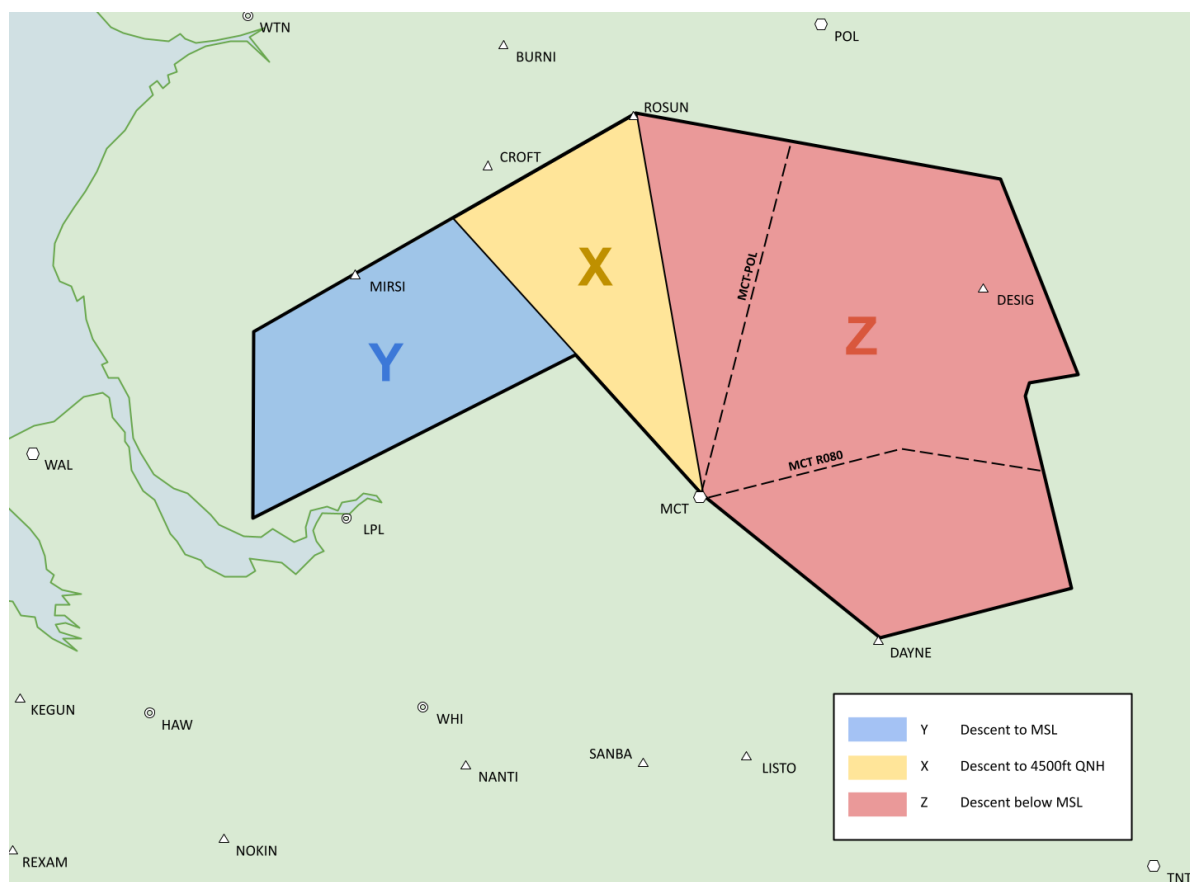 WTN
BURNI
POL
ROSUN
CROFT
X
MCT-POL
MIRSI
DESIG
Y
Z
WAL
MCT R080
MCT
LPL
DAYNE
KEGUN
HAW
WHI
SANBA
LISTO
NANTI
NOKIN
REXAM
TNT
Y Descent to MSL
X Descent to 4500ft QNH
Z Descent below MSL